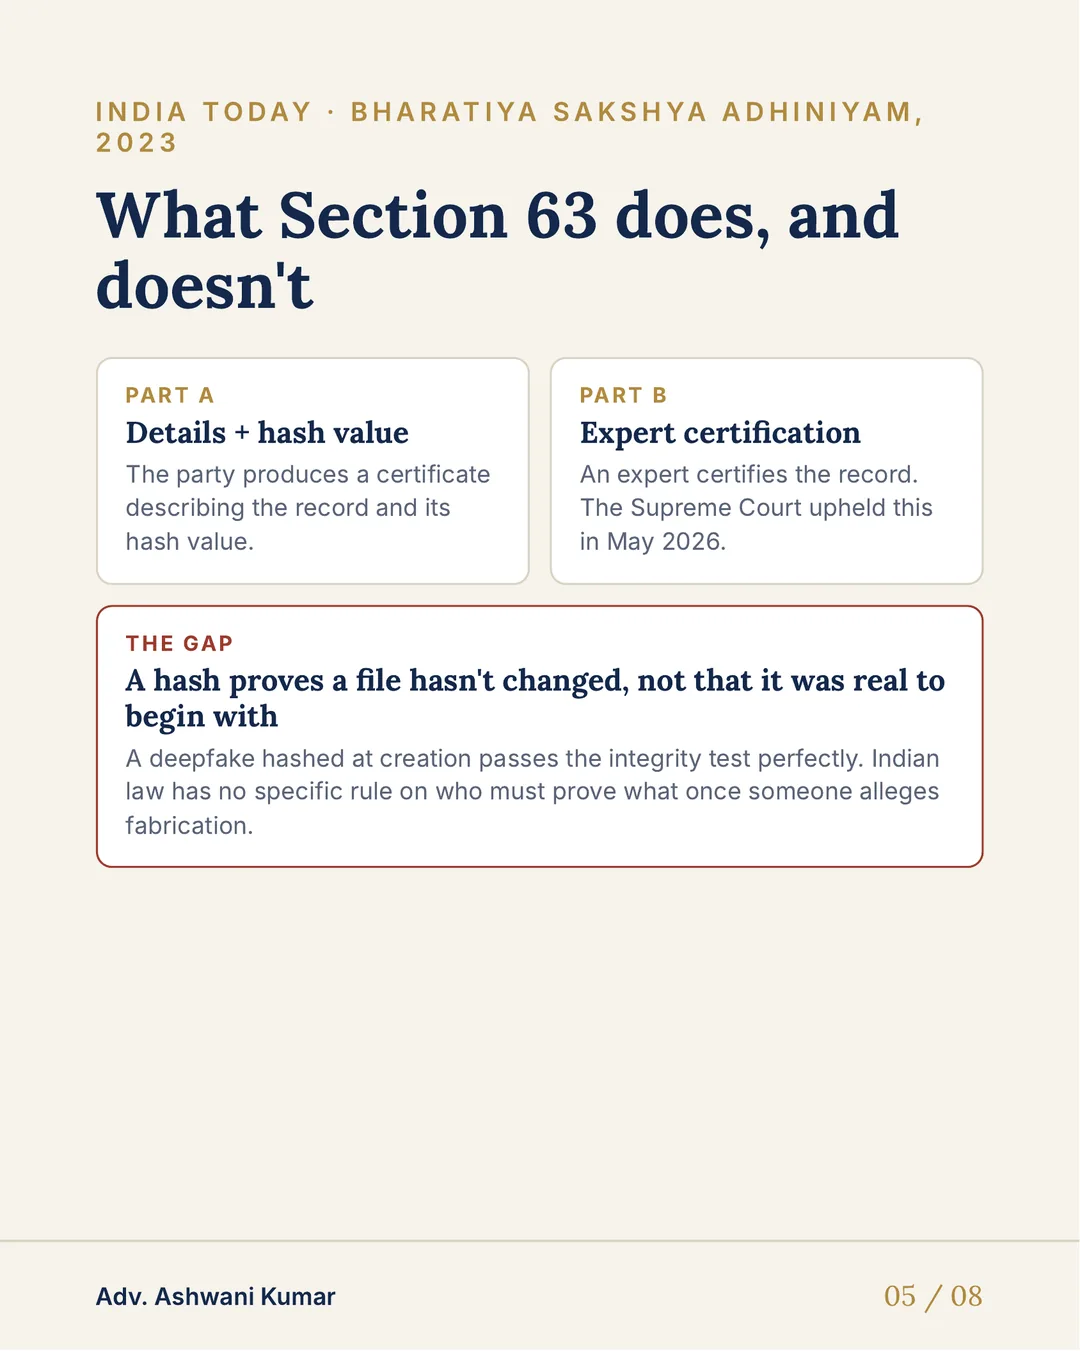 INDIA TODAY · BHARATIYA SAKSHYA ADHINIYAM,
2023
What Section 63 does, and
doesn't
PART A
Details + hash value
The party produces a certificate
describing the record and its
hash value.
PART B
Expert certification
An expert certifies the record.
The Supreme Court upheld this
in May 2026.
THE GAP
A hash proves a file hasn't changed, not that it was real to
begin with
A deepfake hashed at creation passes the integrity test perfectly. Indian
law has no specific rule on who must prove what once someone alleges
fabrication.
Adv. Ashwani Kumar
05 / 08